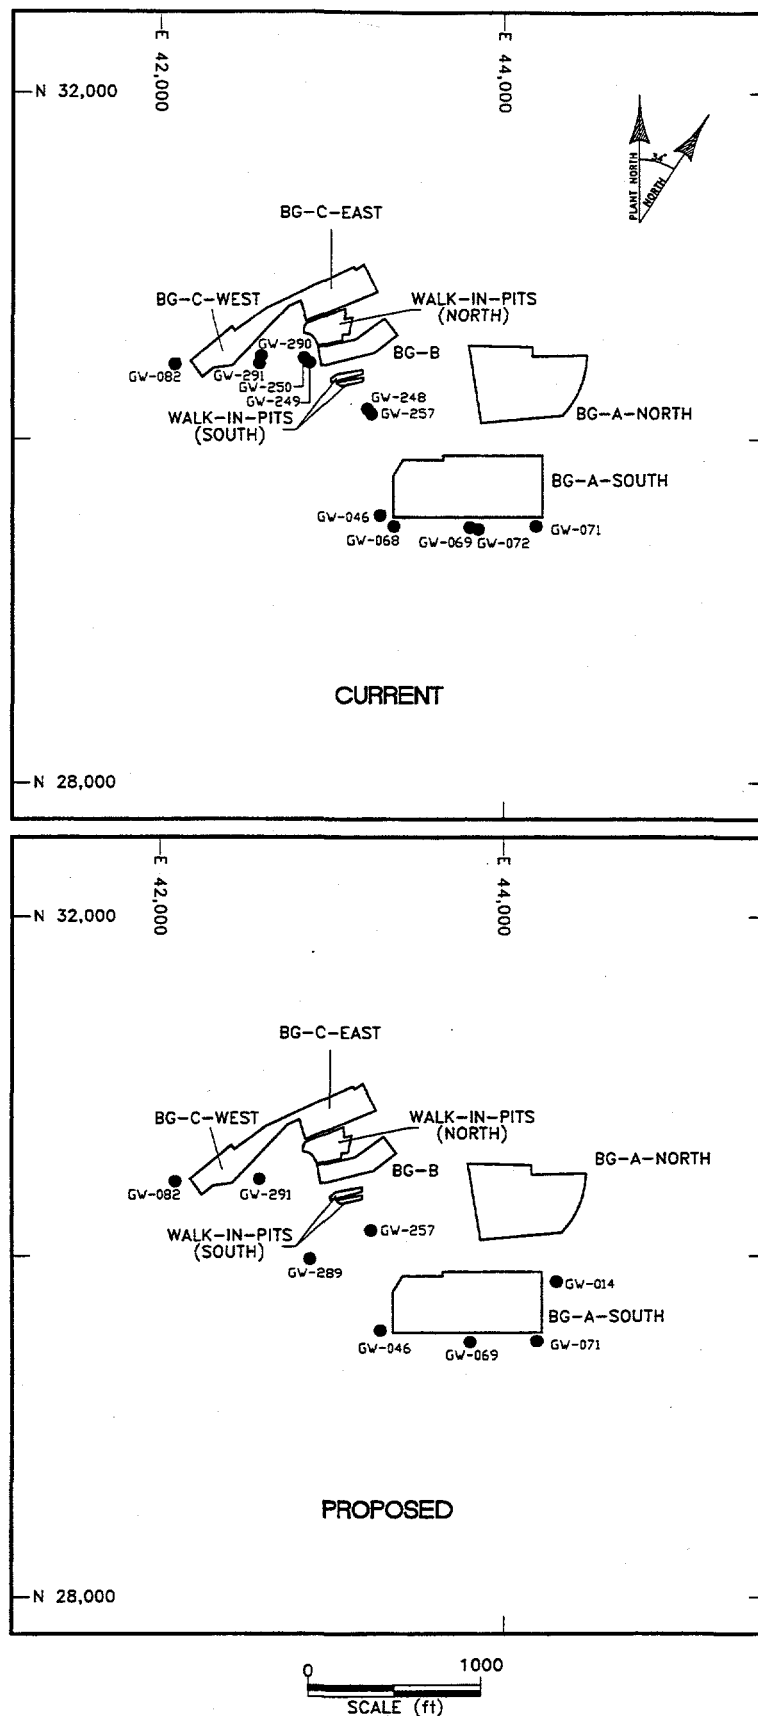 E 42,000
E 44,000
N 32,000
PLANT NORTH
34°
NORTH
BG-C-EAST
BG-C-WEST
WALK-IN-PITS
(NORTH)
GW-290
BG-B
GW-082
GW-291
GW-250
GW-249
GW-248
WALK-IN-PITS
(SOUTH)
GW-257
BG-A-NORTH
BG-A-SOUTH
GW-046
GW-068
GW-069
GW-072
GW-071
CURRENT
N 28,000
E 42,000
E 44,000
N 32,000
BG-C-EAST
BG-C-WEST
WALK-IN-PITS
(NORTH)
BG-A-NORTH
BG-B
GW-082
GW-291
WALK-IN-PITS
(SOUTH)
GW-257
GW-289
GW-014
BG-A-SOUTH
GW-046
GW-069
GW-071
PROPOSED
N 28,000
0
1000
SCALE (ft)